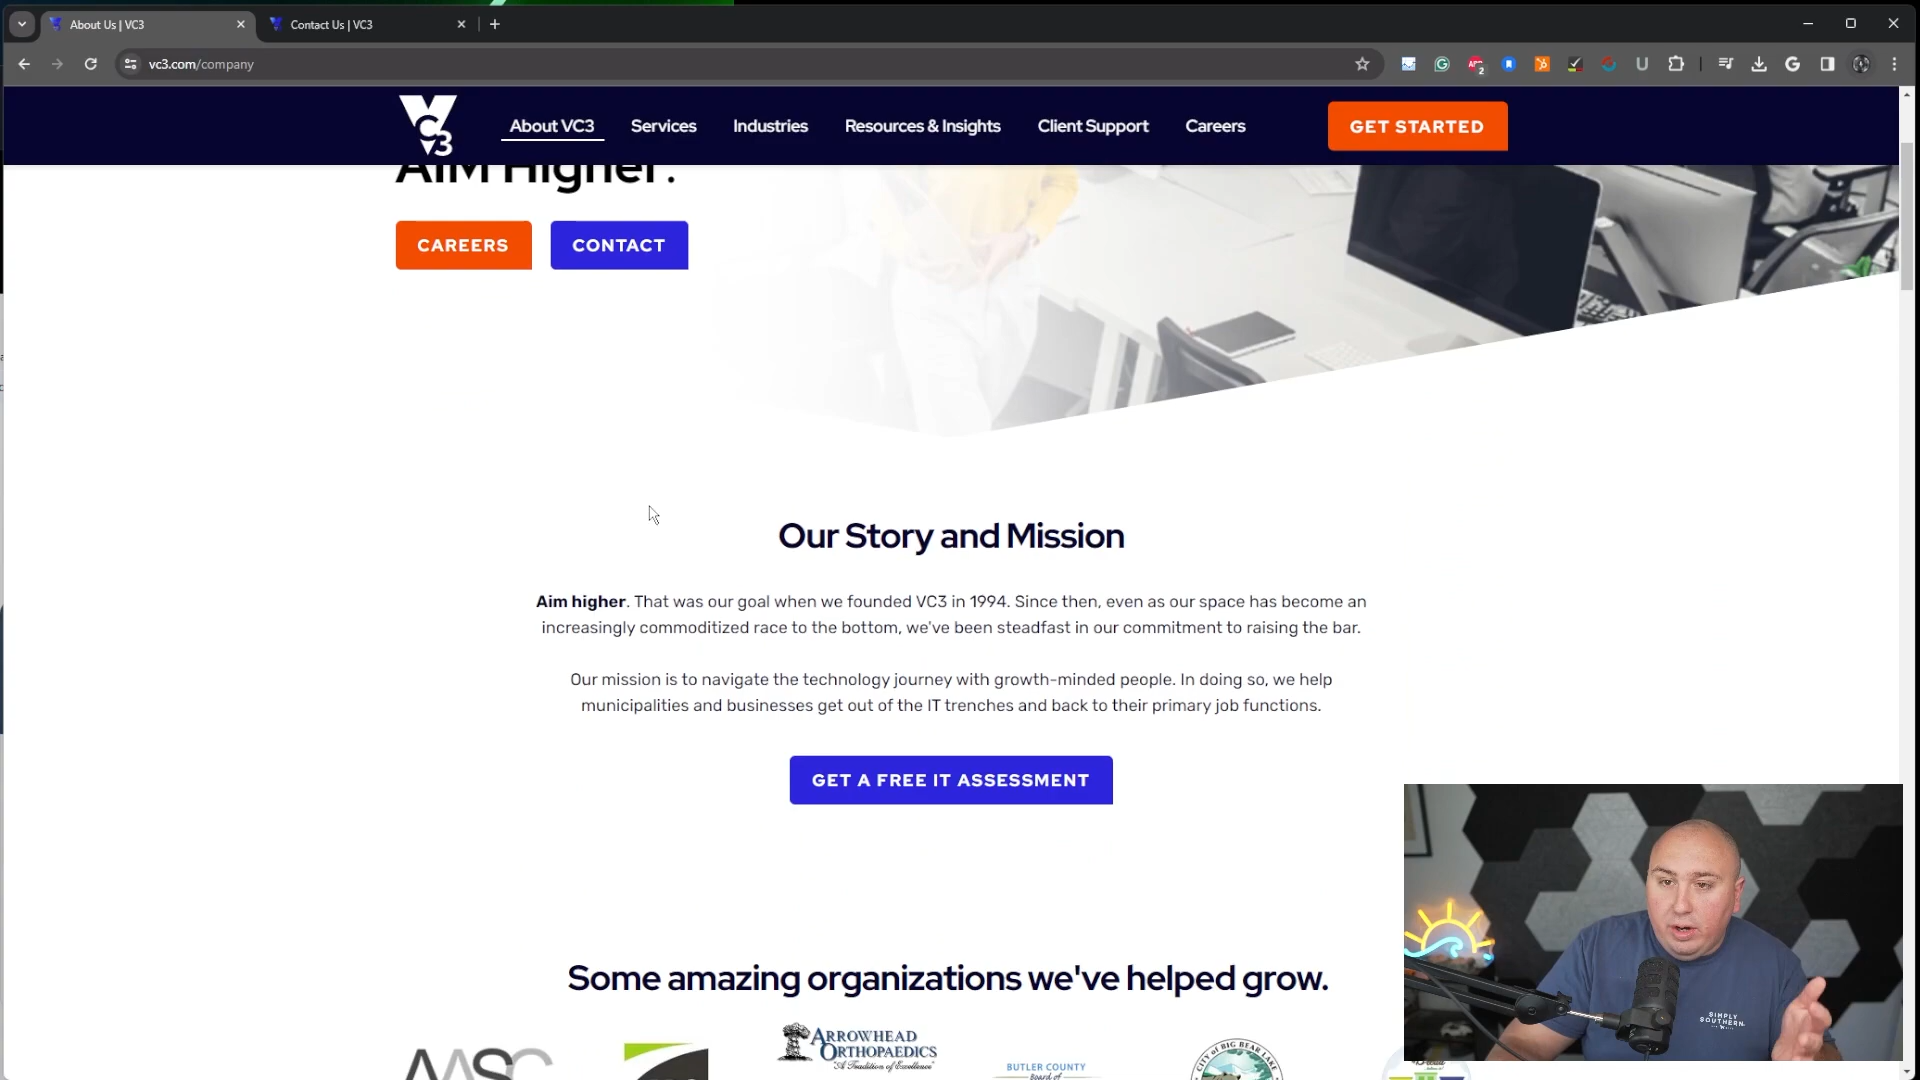 About Us | VC3
Contact Us | VC3
vc3.com/company
2
VC3
About VC3
Services
Industries
Resources & Insights
Client Support
Careers
GET STARTED
Aim Higher.
CAREERS
CONTACT
Our Story and Mission
Aim higher. That was our goal when we founded VC3 in 1994. Since then, even as our space has become an
increasingly commoditized race to the bottom, we've been steadfast in our commitment to raising the bar.
Our mission is to navigate the technology journey with growth-minded people. In doing so, we help
municipalities and businesses get out of the IT trenches and back to their primary job functions.
GET A FREE IT ASSESSMENT
Some amazing organizations we've helped grow.
AASC
ARROWHEAD
ORTHOPAEDICS
"A Tradition of Excellence"
BUTLER COUNTY
Board of
CITY OF BIG BEAR LAKE
SIMPLY
SOUTHERN